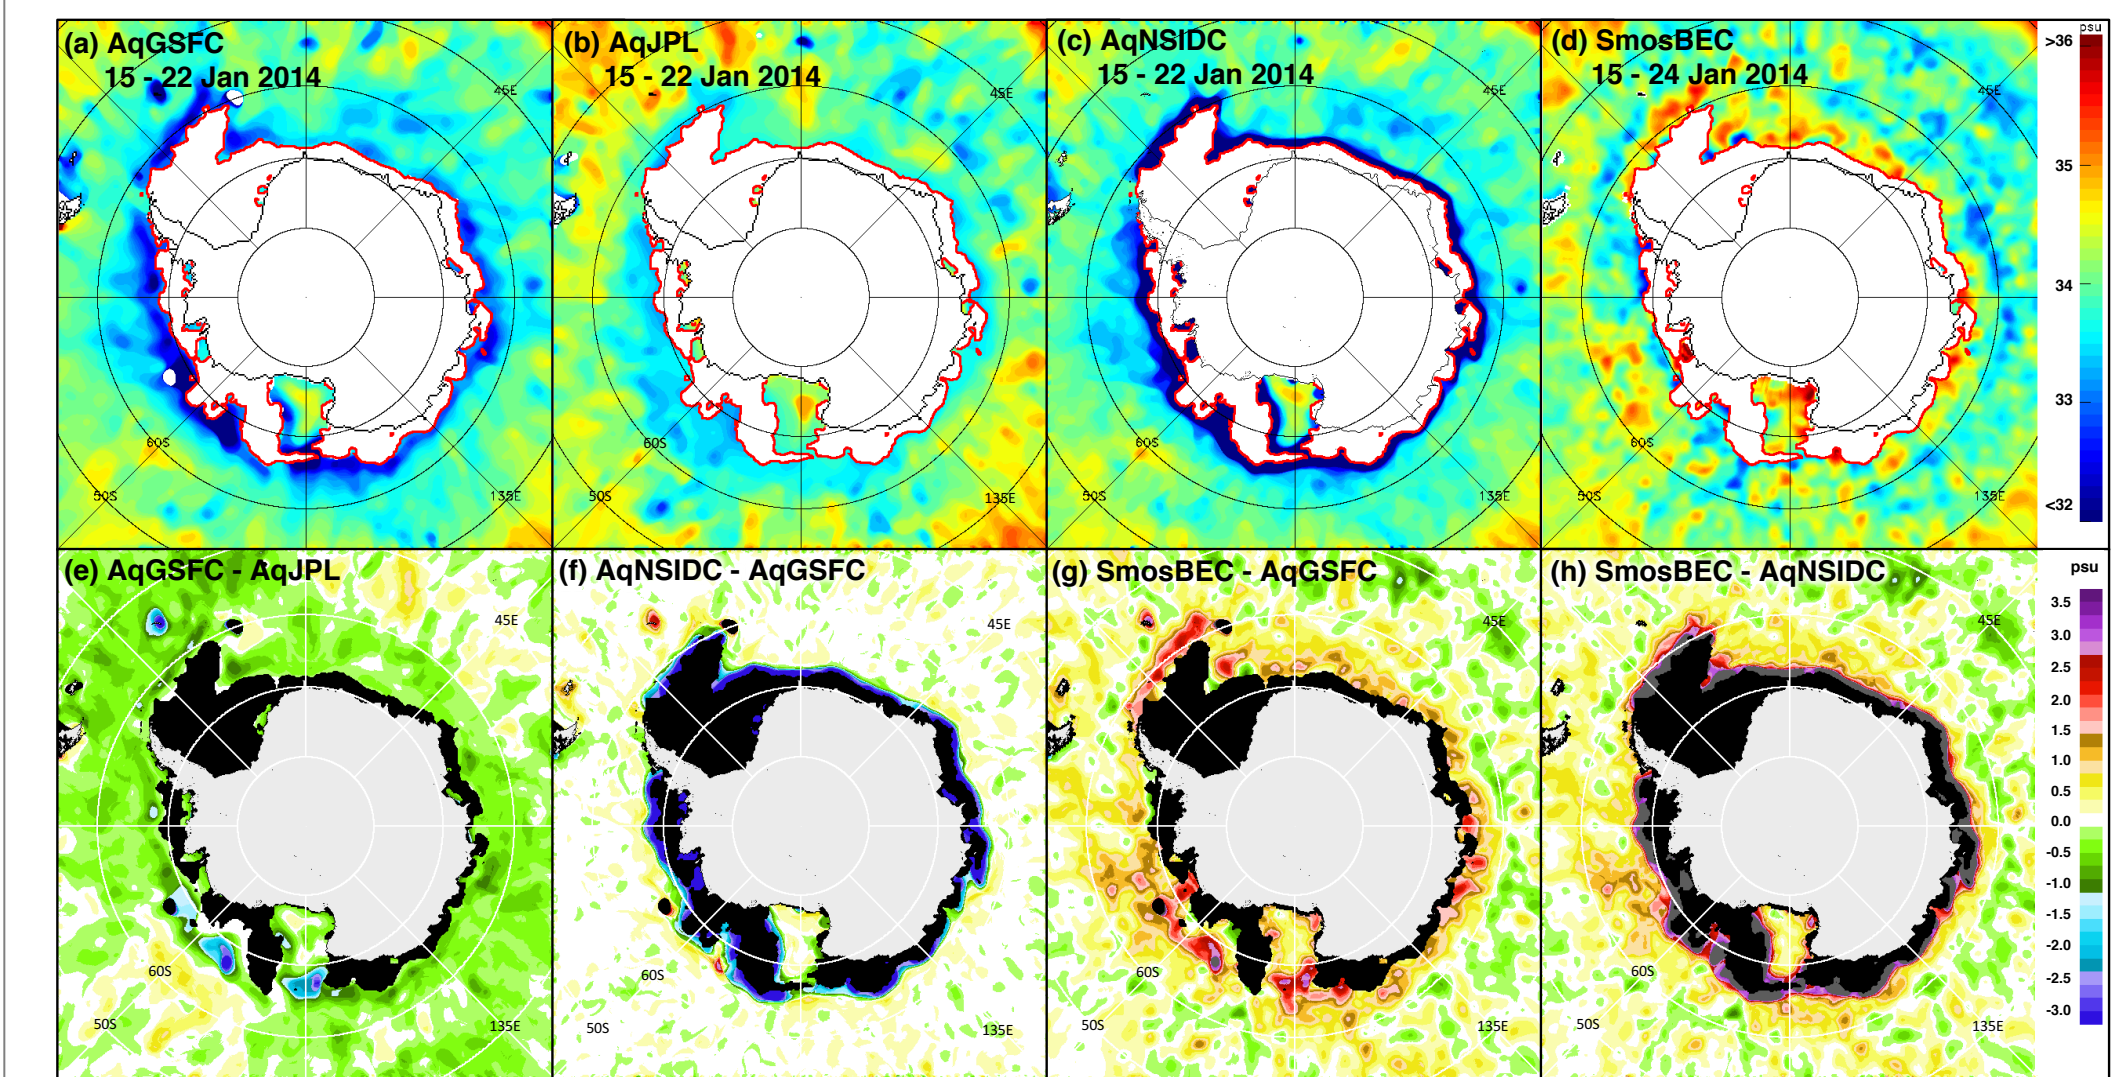 (a) AqGSFC
15 - 22 Jan 2014
45E
60S
50S
135E
(b) AqJPL
15 - 22 Jan 2014
45E
60S
50S
135E
(c) AqNSIDC
15 - 22 Jan 2014
45E
60S
50S
135E
(d) SmosBEC
15 - 24 Jan 2014
45E
60S
50S
135E
psu
>36
35
34
33
<32
(e) AqGSFC - AqJPL
45E
60S
50S
135E
(f) AqNSIDC - AqGSFC
45E
60S
50S
135E
(g) SmosBEC - AqGSFC
45E
60S
50S
135E
(h) SmosBEC - AqNSIDC
45E
60S
50S
135E
psu
3.5
3.0
2.5
2.0
1.5
1.0
0.5
0.0
-0.5
-1.0
-1.5
-2.0
-2.5
-3.0